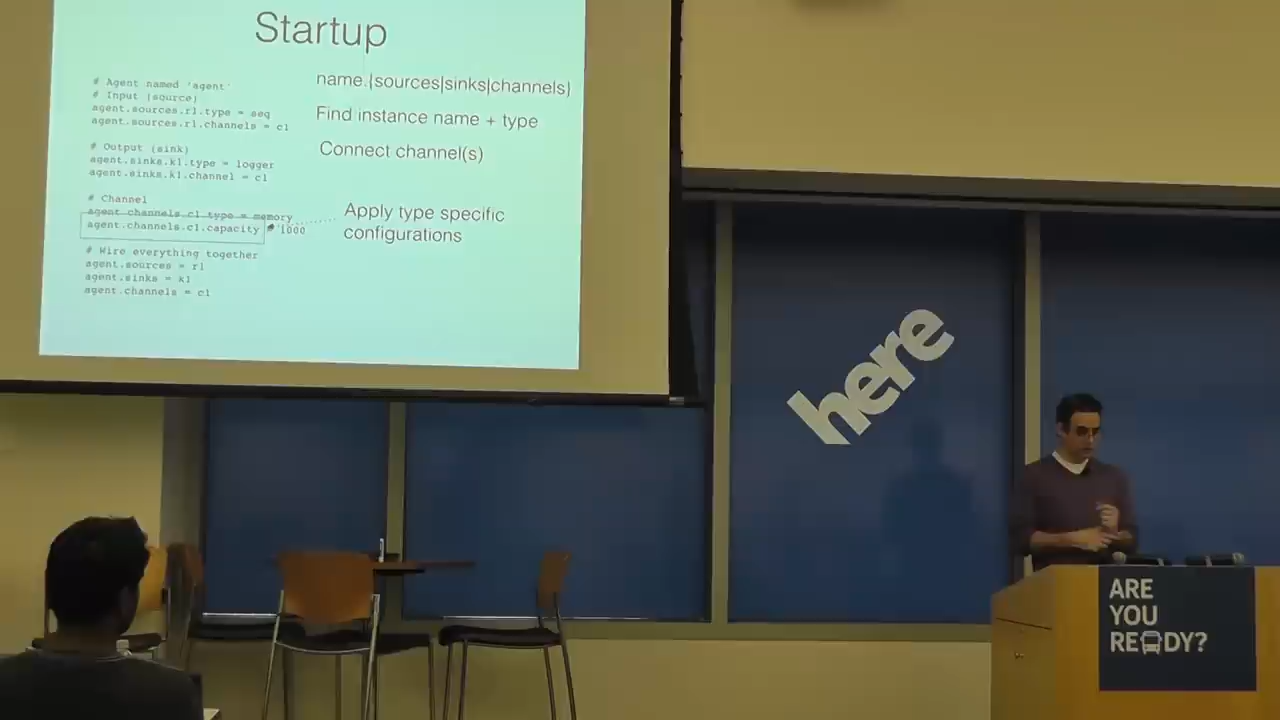 Startup
# Agent named 'agent'
# Input (source)
agent.sources.r1.type = seq
agent.sources.r1.channels = c1
# Output (sink)
agent.sinks.k1.type = logger
agent.sinks.k1.channel = c1
# Channel
agent.channels.c1.type = memory
agent.channels.c1.capacity = 1000
# Wire everything together
agent.sources = r1
agent.sinks = k1
agent.channels = c1
name.{sources|sinks|channels}
Find instance name + type
Connect channel(s)
Apply type specific
configurations
here
ARE
YOU
READY?